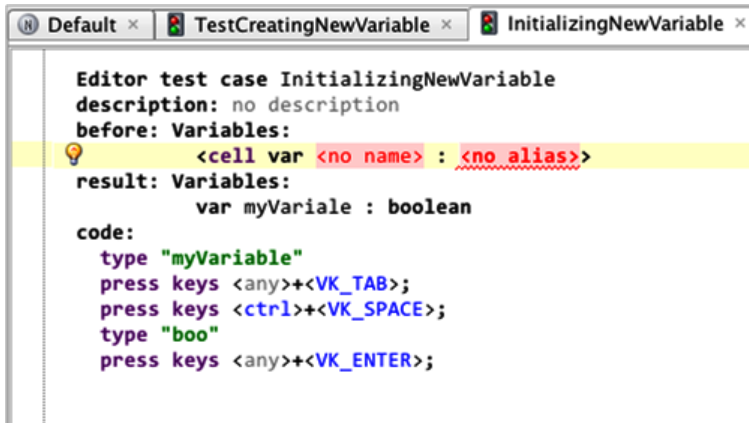 N Default × TestCreatingNewVariable × InitializingNewVariable ×
Editor test case InitializingNewVariable
description: no description
before: Variables:
<cell var <no name> : <no alias>>
result: Variables:
var myVariale : boolean
code:
type "myVariable"
press keys <any>+<VK_TAB>;
press keys <ctrl>+<VK_SPACE>;
type "boo"
press keys <any>+<VK_ENTER>;